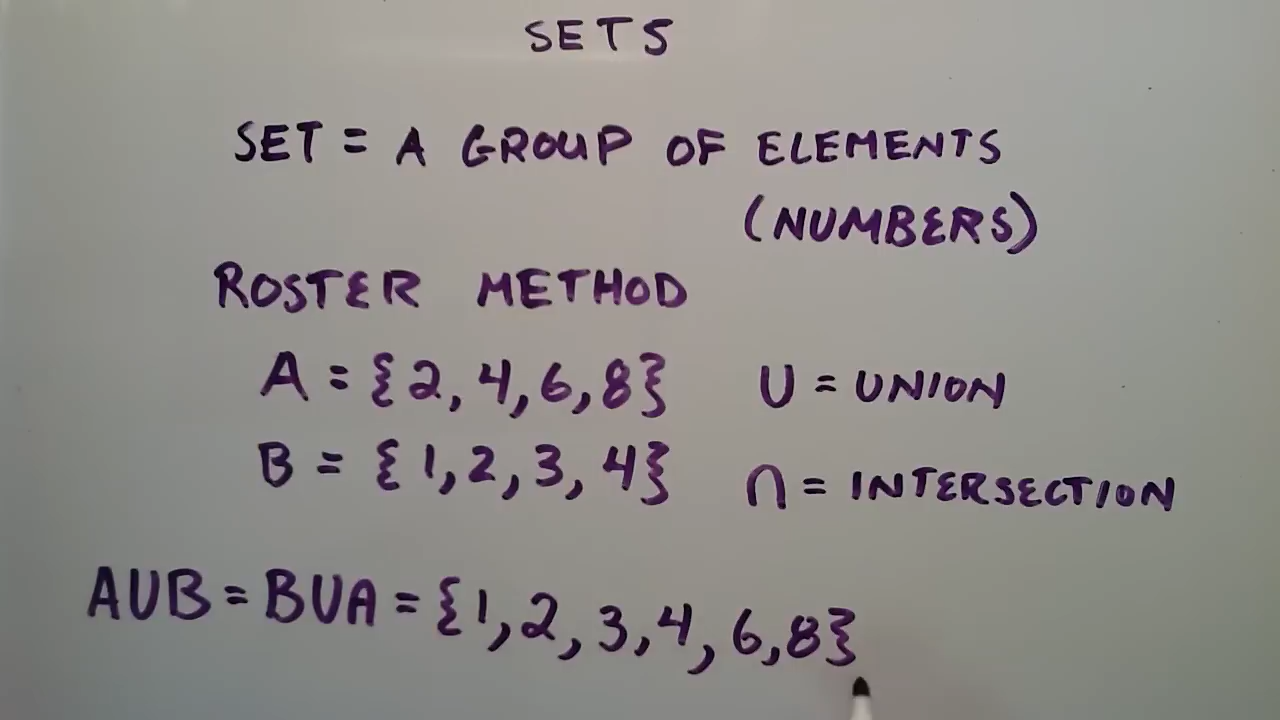 SETS
SET = A GROUP OF ELEMENTS
(NUMBERS)
ROSTER METHOD
A = {2, 4, 6, 8}
U = UNION
B = {1, 2, 3, 4}
∩ = INTERSECTION
AUB = BUA = {1, 2, 3, 4, 6, 8}